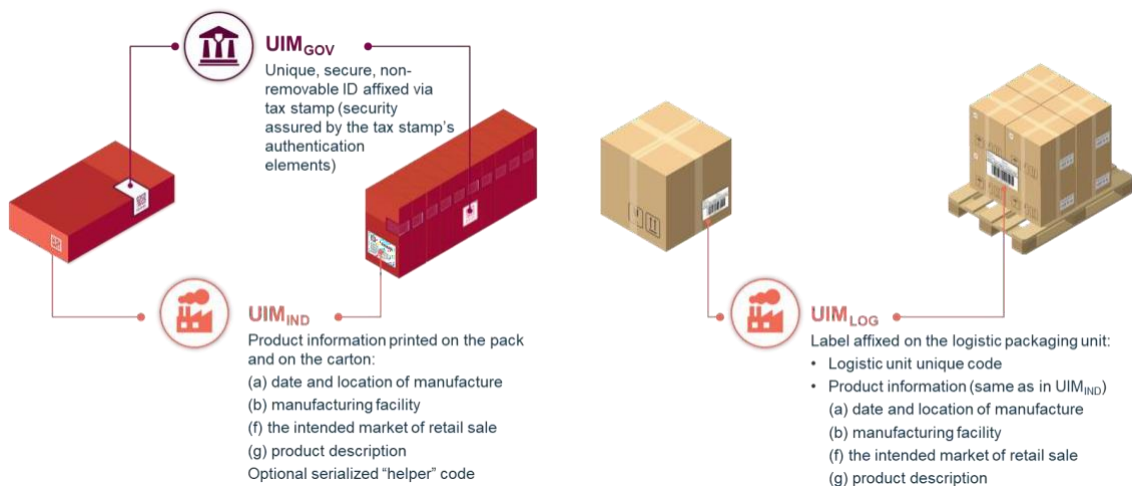 UIMGOV
Unique, secure, non-
removable ID affixed via
tax stamp (security
assured by the tax stamp's
authentication
elements)
UIMIND
Product information printed on the pack
and on the carton:
(a) date and location of manufacture
(b) manufacturing facility
(f) the intended market of retail sale
(g) product description
Optional serialized “helper” code
UIMLOG
Label affixed on the logistic packaging unit:
• Logistic unit unique code
• Product information (same as in UIMIND)
(a) date and location of manufacture
(b) manufacturing facility
(f) the intended market of retail sale
(g) product description